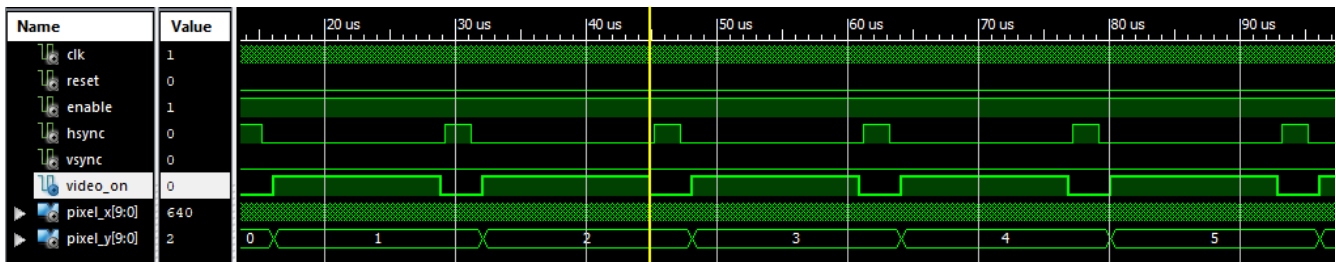 Name Value |20 us |30 us |40 us |50 us |60 us |70 us |80 us |90 us
clk 1
reset 0
enable 1
hsync 0
vsync 0
video_on 0
pixel_x[9:0] 640
pixel_y[9:0] 2 0 1 2 3 4 5